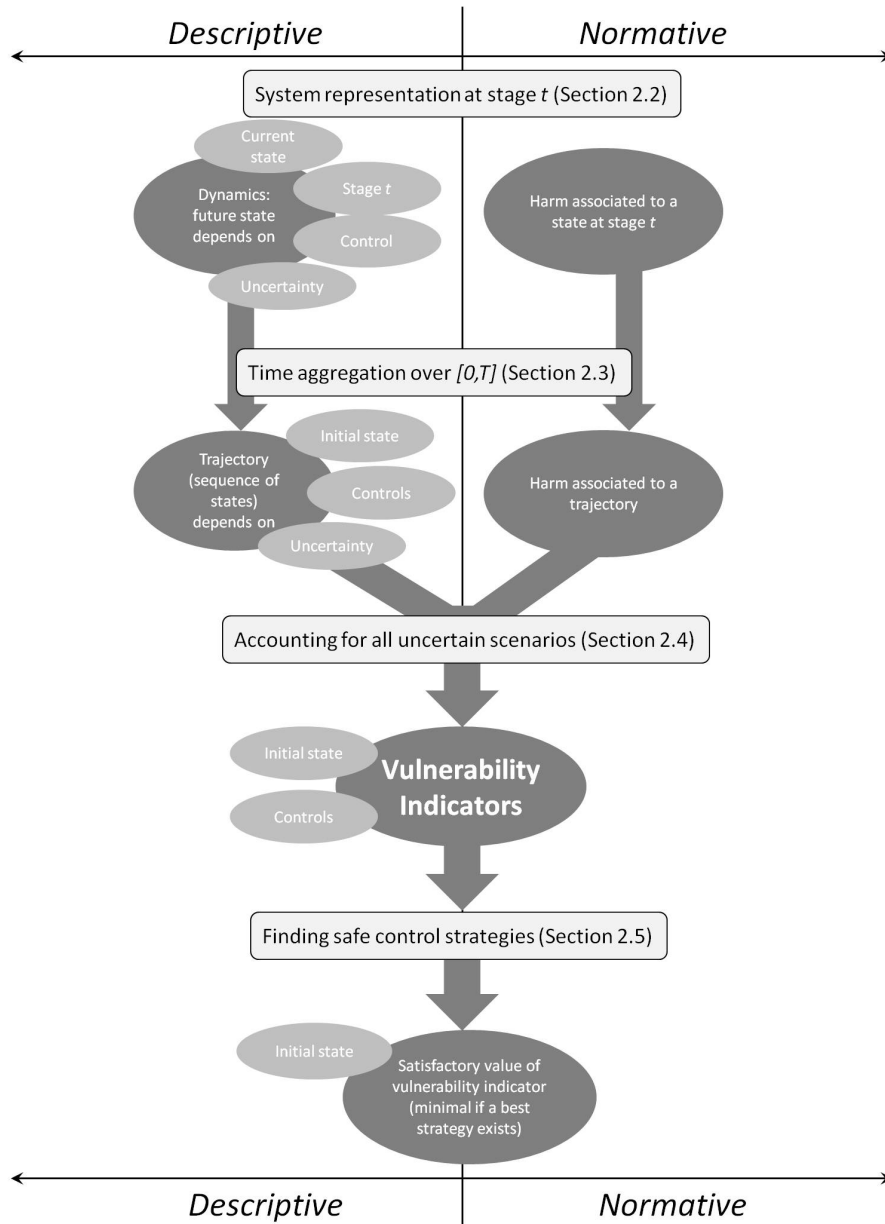 Descriptive
Normative
System representation at stage t (Section 2.2)
Current
state
Dynamics:
future state
depends on
Stage t
Control
Uncertainty
Harm associated to a
state at stage t
Time aggregation over [0,T] (Section 2.3)
Trajectory
(sequence of
states)
depends on
Initial state
Controls
Uncertainty
Harm associated to a
trajectory
Accounting for all uncertain scenarios (Section 2.4)
Initial state
Controls
Vulnerability
Indicators
Finding safe control strategies (Section 2.5)
Initial state
Satisfactory value of
vulnerability indicator
(minimal if a best
strategy exists)
Descriptive
Normative